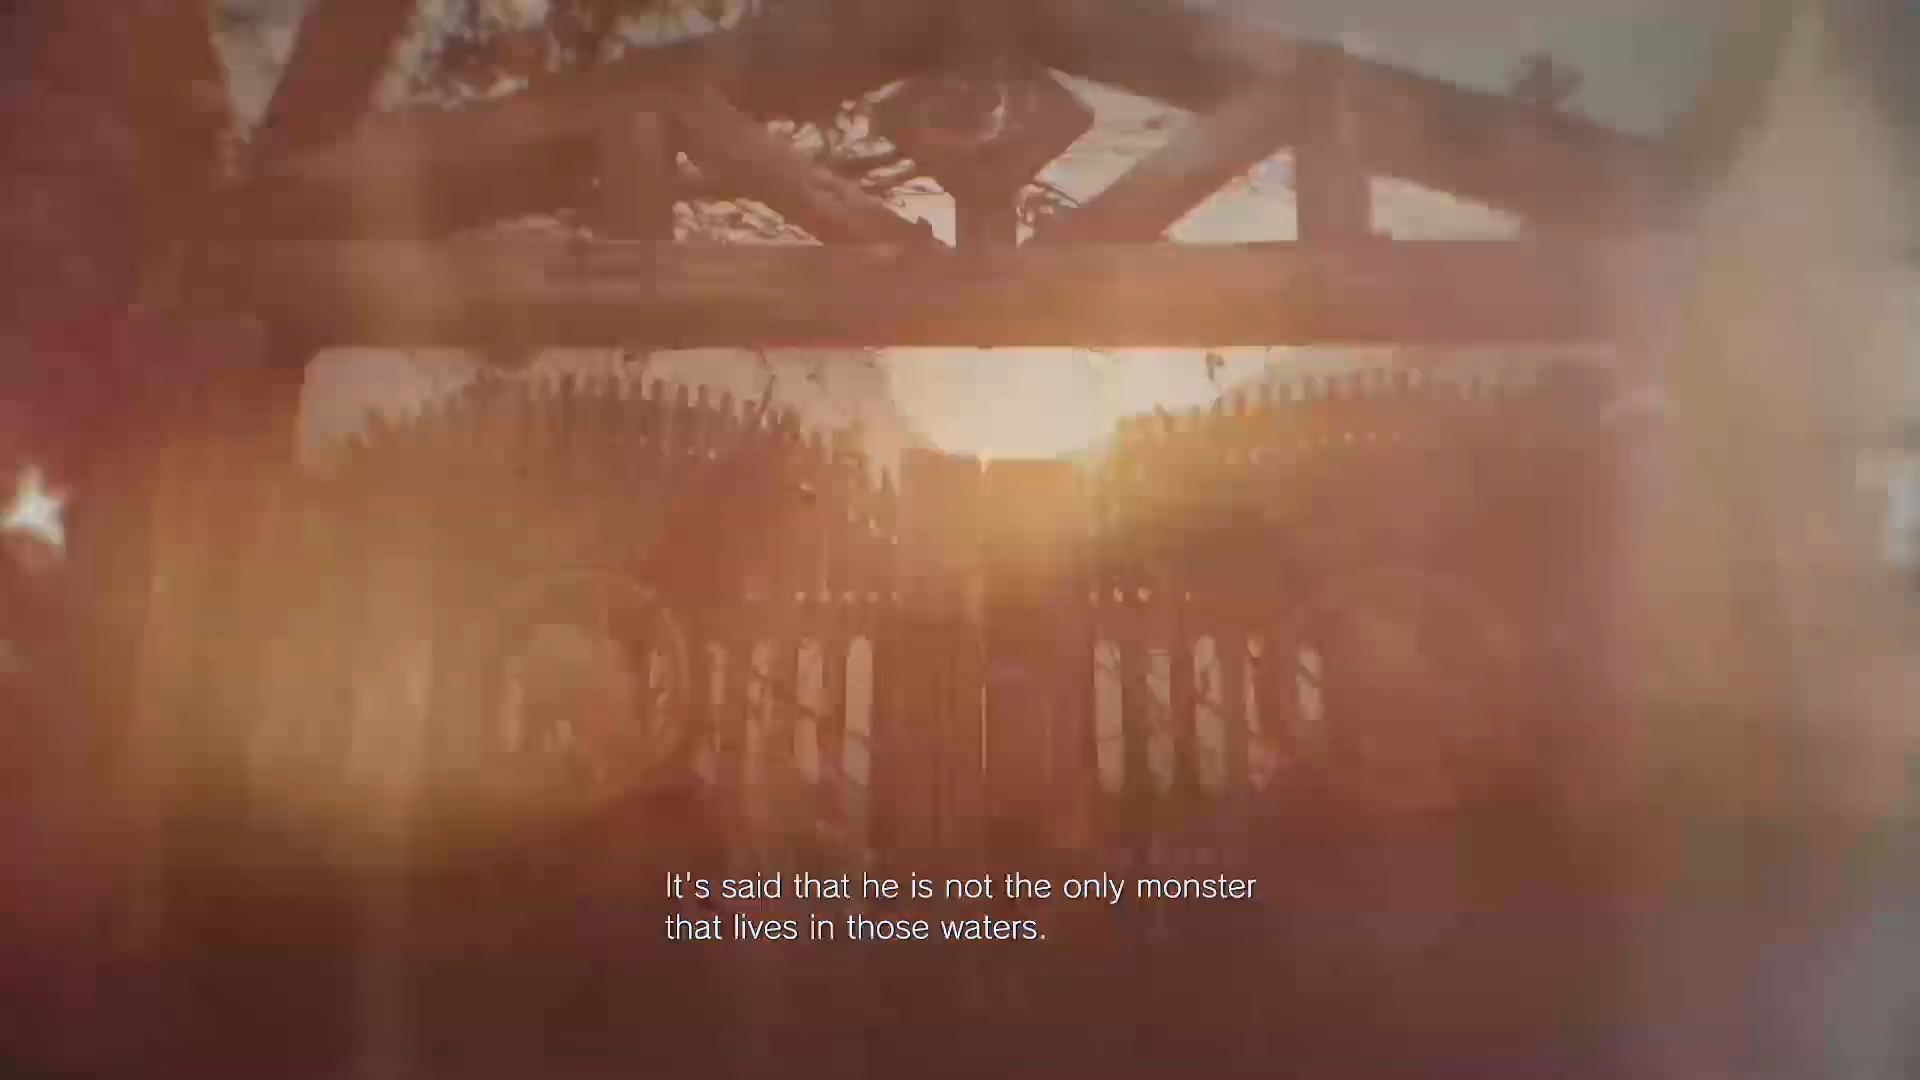 It's said that he is not the only monster
that lives in those waters.